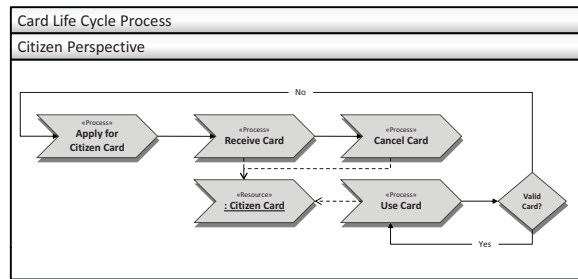 Card Life Cycle Process
Citizen Perspective
No
«Process»
Apply for
Citizen Card
«Process»
Receive Card
«Process»
Cancel Card
«Resource»
: Citizen Card
«Process»
Use Card
Valid
Card?
Yes